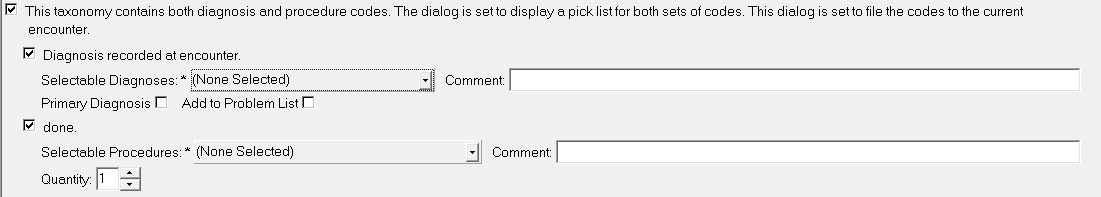 This taxonomy contains both diagnosis and procedure codes. The dialog is set to display a pick list for both sets of codes. This dialog is set to file the codes to the current
encounter.
Diagnosis recorded at encounter.
Selectable Diagnoses: * (None Selected) Comment:
Primary Diagnosis Add to Problem List
done.
Selectable Procedures: * (None Selected) Comment:
Quantity: 1